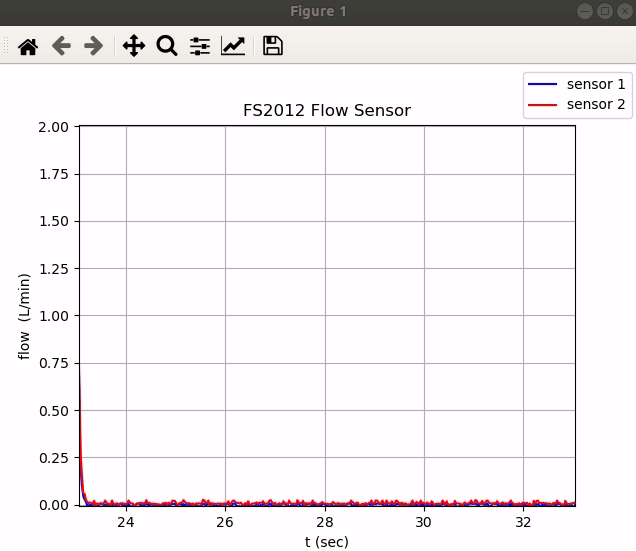 Figure 1
sensor 1
sensor 2
FS2012 Flow Sensor
2.00
1.75
1.50
1.25
1.00
0.75
0.50
0.25
0.00
flow (L/min)
24 26 28 30 32
t (sec)